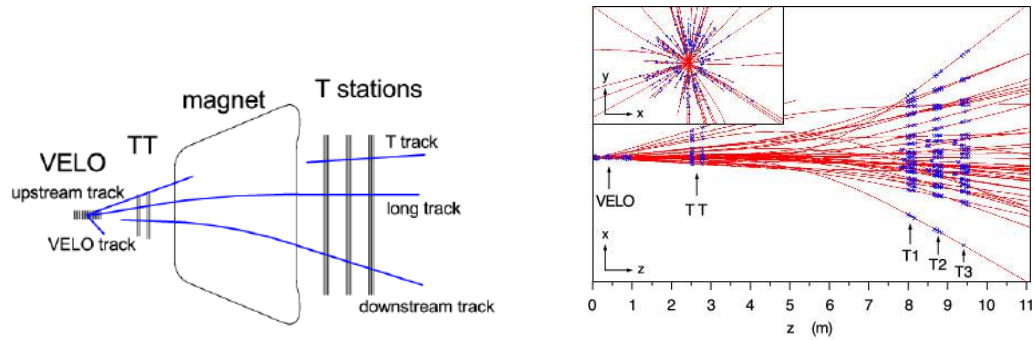 T stations
magnet
TT
VELO
T track
upstream track
long track
VELO track
downstream track
y
x
VELO
T T
x
z
T1
T2
T3
0 1 2 3 4 5 6 7 8 9 10 11
z (m)